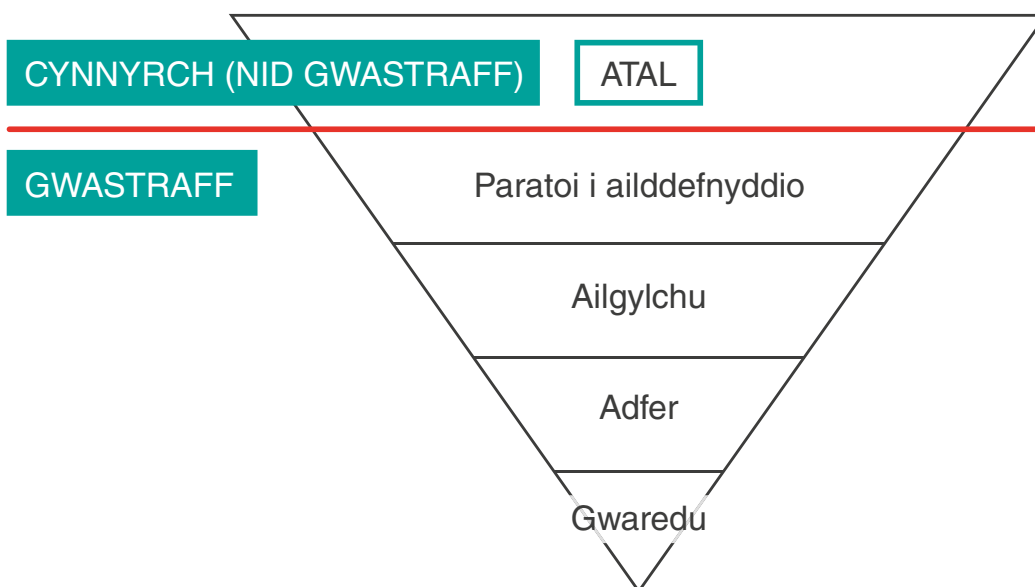 CYNNYRCH (NID GWASTRAFF)
ATAL
GWASTRAFF
Paratoi i ailddefnyddio
Ailgylchu
Adfer
Gwaredu